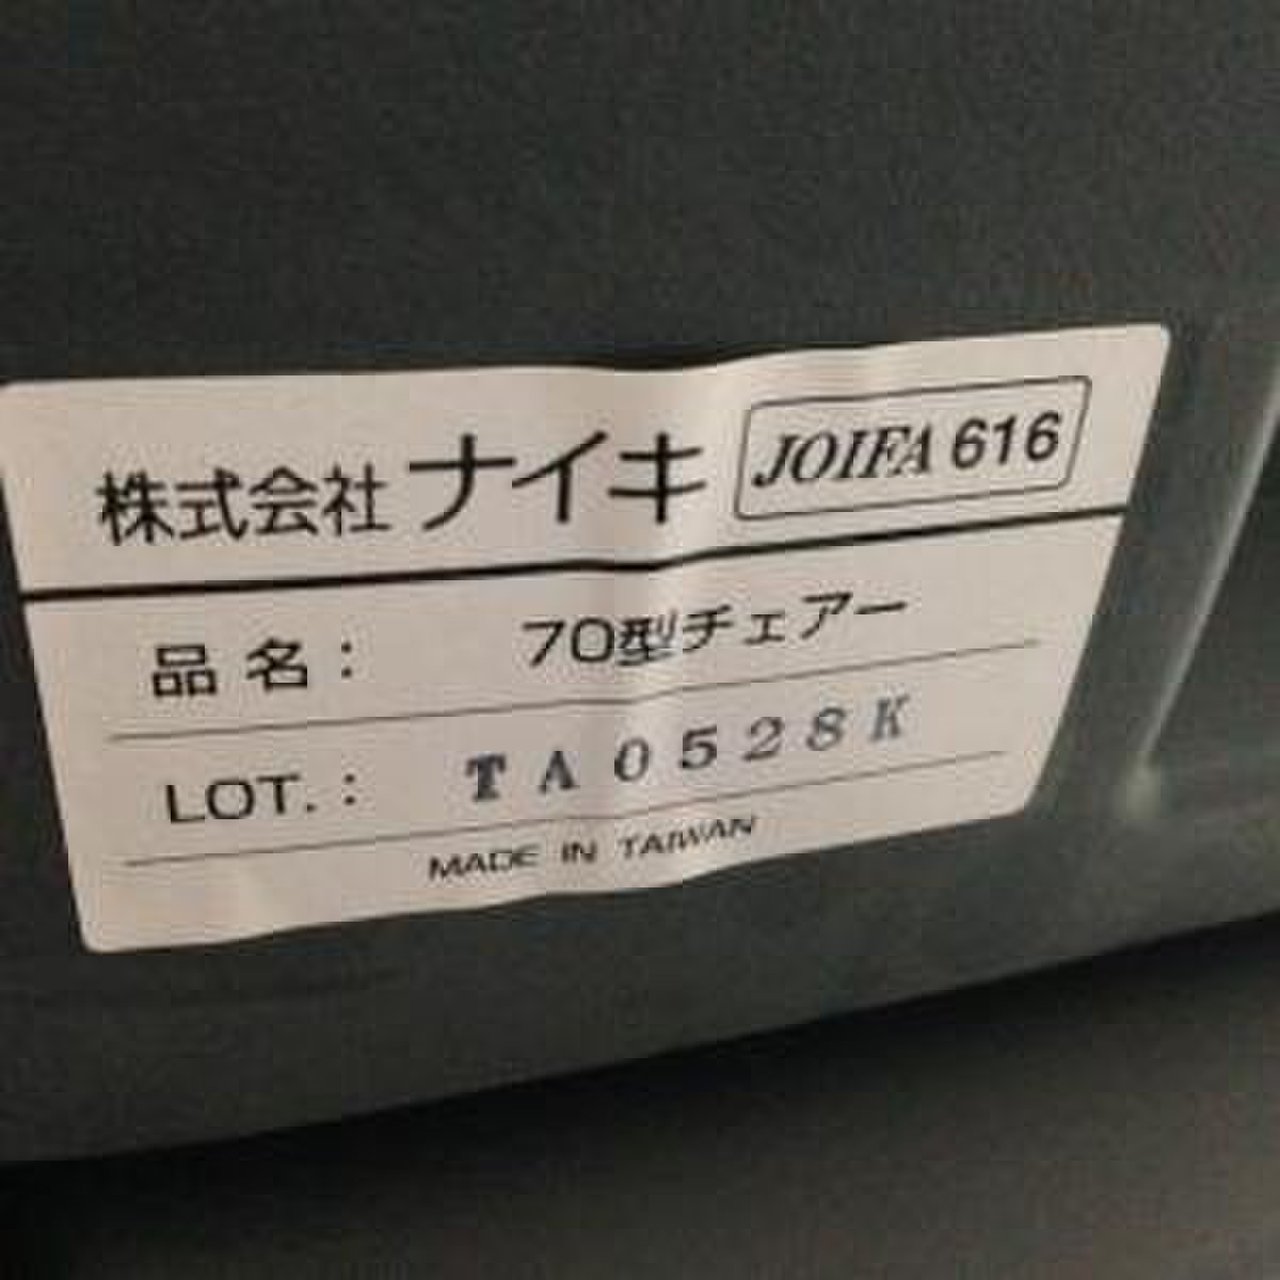 株式会社 ナイキ JOIFA 616
品名： 70型チェアー
LOT.： TA0528K
MADE IN TAIWAN